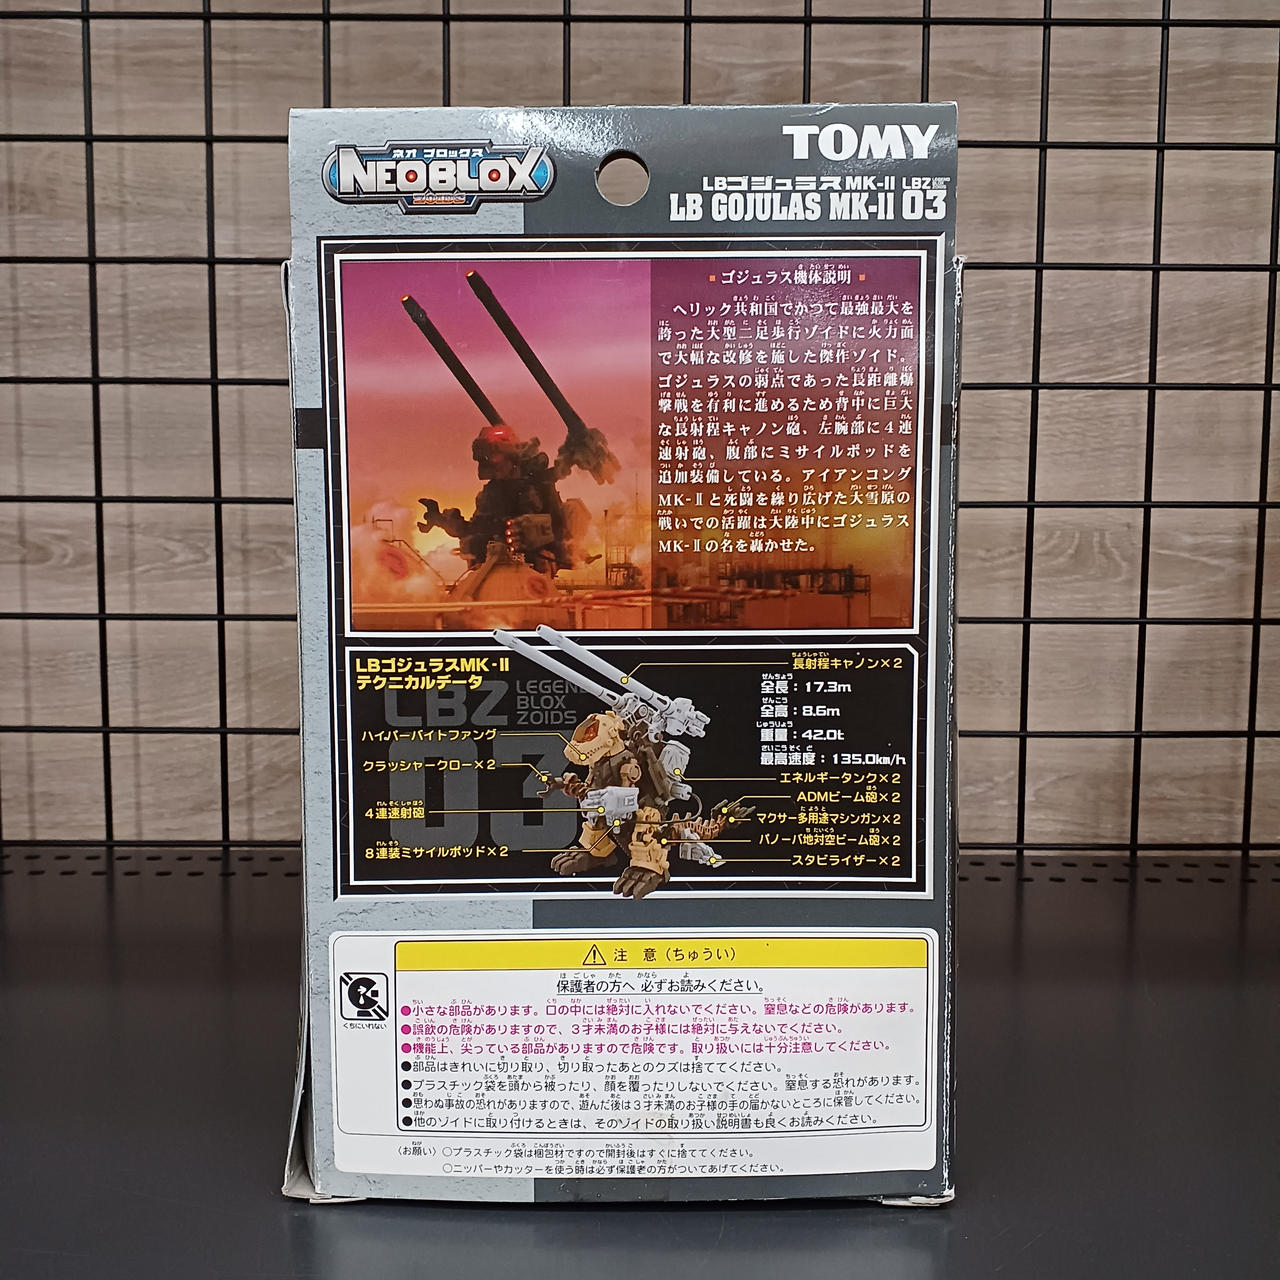 ネオ ブロックス
NEOBLOX
ZOIDS
TOMY
LBゴジュラスMK-II LBZ
LB GOJULAS MK-II 03
ゴジュラス機体説明
ヘリック共和国でかつて最強最大を
誇った大型二足歩行ゾイドに火力面
で大幅な改修を施した傑作ゾイド。
ゴジュラスの弱点であった長距離爆
撃戦を有利に進めるため背中に巨大
な長射程キャノン砲、左腕部に4連
速射砲、腹部にミサイルポッドを
追加装備している。アイアンコング
MK-Ⅱと死闘を繰り広げた大雪原の
戦いでの活躍は大陸中にゴジュラス
MK-Ⅱの名を轟かせた。
LBゴジュラスMK-II
テクニカルデータ
LBZ LEGEND
BLOX
ZOIDS
03
長射程キャノン×2
全長：17.3m
全高：8.6m
重量：42.0t
最高速度：135.0km/h
ハイパーバイトファング
クラッシャークロー×2
4連速射砲
8連装ミサイルポッド×2
エネルギータンク×2
ADMビーム砲×2
マクサー多用途マシンガン×2
パノーバ地対空ビーム砲×2
スタビライザー×2
注 意（ちゅうい）
保護者の方へ 必ずお読みください。
くちにいれない
●小さな部品があります。口の中には絶対に入れないでください。窒息などの危険があります。
●誤飲の危険がありますので、3才未満のお子様には絶対に与えないでください。
●機能上、尖っている部品がありますので危険です。取り扱いには十分注意してください。
●部品はきれいに切り取り、切り取ったあとのクズは捨ててください。
●プラスチック袋を頭から被ったり、顔を覆ったりしないでください。窒息する恐れがあります。
●思わぬ事故の恐れがありますので、遊んだ後は3才未満のお子様の手の届かないところに保管してください。
●他のゾイドに取り付けるときは、そのゾイドの取り扱い説明書も良くお読みください。
〈お願い〉○プラスチック袋は梱包材ですので開封後はすぐに捨ててください。
○ニッパーやカッターを使う時は必ず保護者の方がついてあげてください。